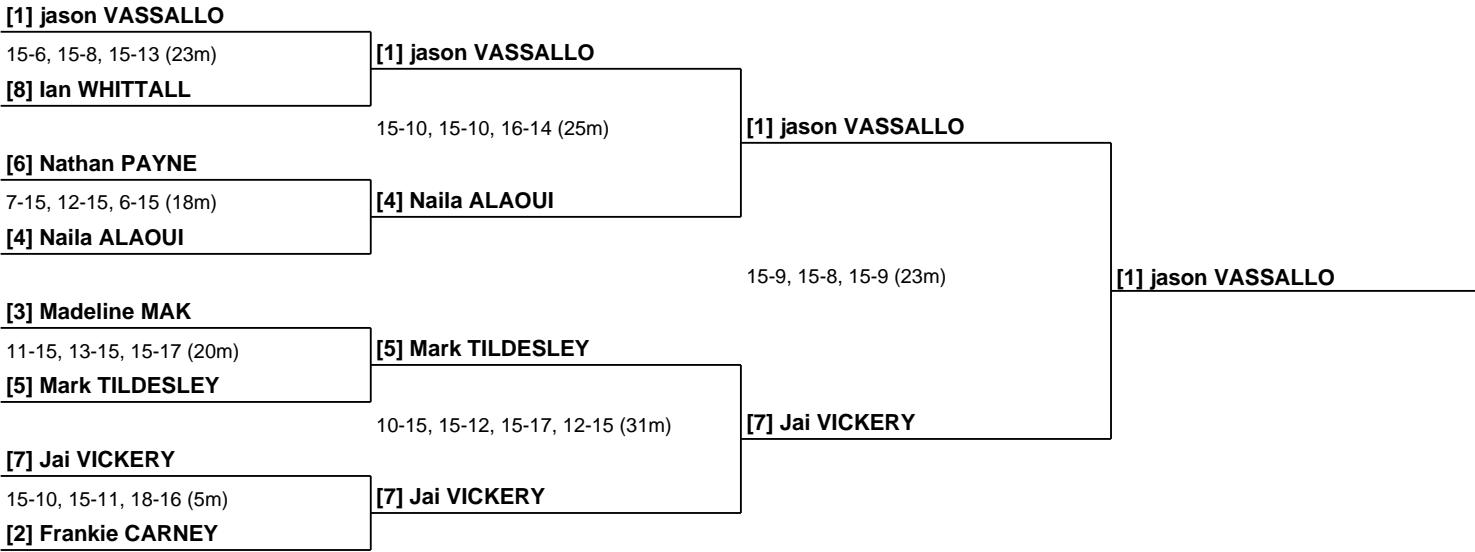 [1] jason VASSALLO
15-6, 15-8, 15-13 (23m)
[8] Ian WHITTALL
[6] Nathan PAYNE
7-15, 12-15, 6-15 (18m)
[4] Naila ALAOUI
[3] Madeline MAK
11-15, 13-15, 15-17 (20m)
[5] Mark TILDESLEY
[7] Jai VICKERY
15-10, 15-11, 18-16 (5m)
[2] Frankie CARNEY
[1] jason VASSALLO
15-10, 15-10, 16-14 (25m)
[4] Naila ALAOUI
[5] Mark TILDESLEY
10-15, 15-12, 15-17, 12-15 (31m)
[7] Jai VICKERY
[1] jason VASSALLO
15-9, 15-8, 15-9 (23m)
[7] Jai VICKERY
[1] jason VASSALLO